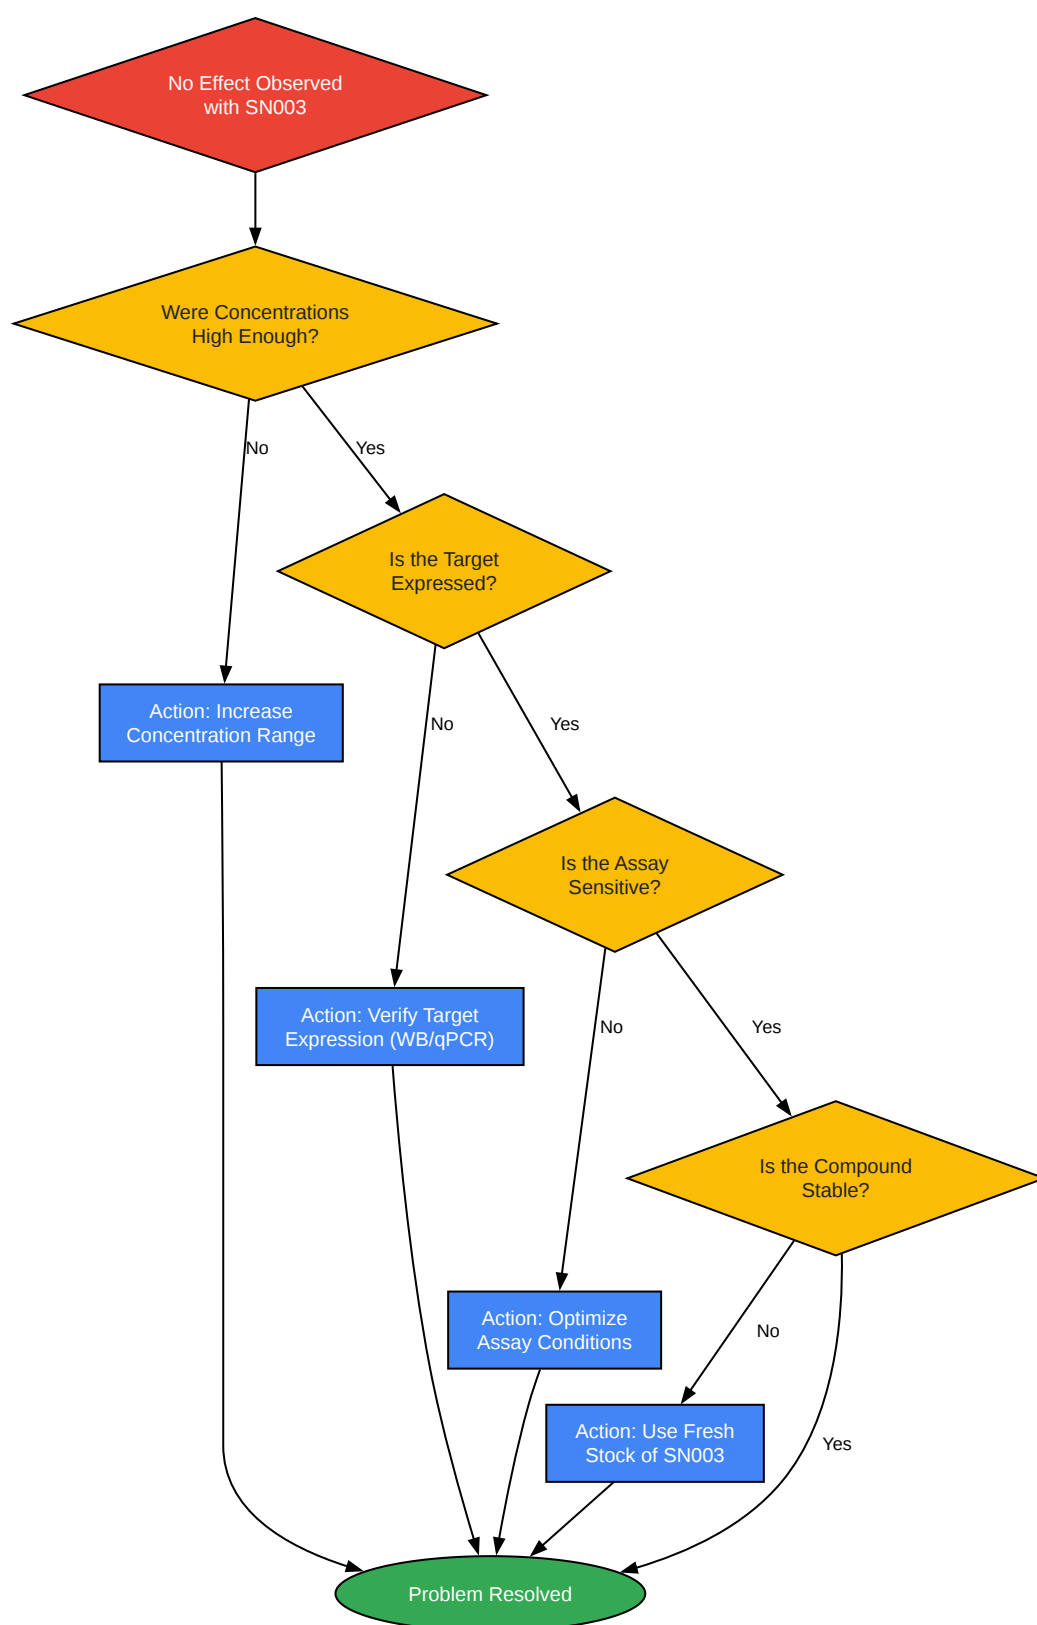 No Effect Observed
with SN003
Were Concentrations
High Enough?
No
Yes
Is the Target
Expressed?
Action: Increase
Concentration Range
No
Yes
Is the Assay
Sensitive?
Action: Verify Target
Expression (WB/qPCR)
No
Yes
Is the Compound
Stable?
Action: Optimize
Assay Conditions
No
Action: Use Fresh
Stock of SN003
Yes
Problem Resolved